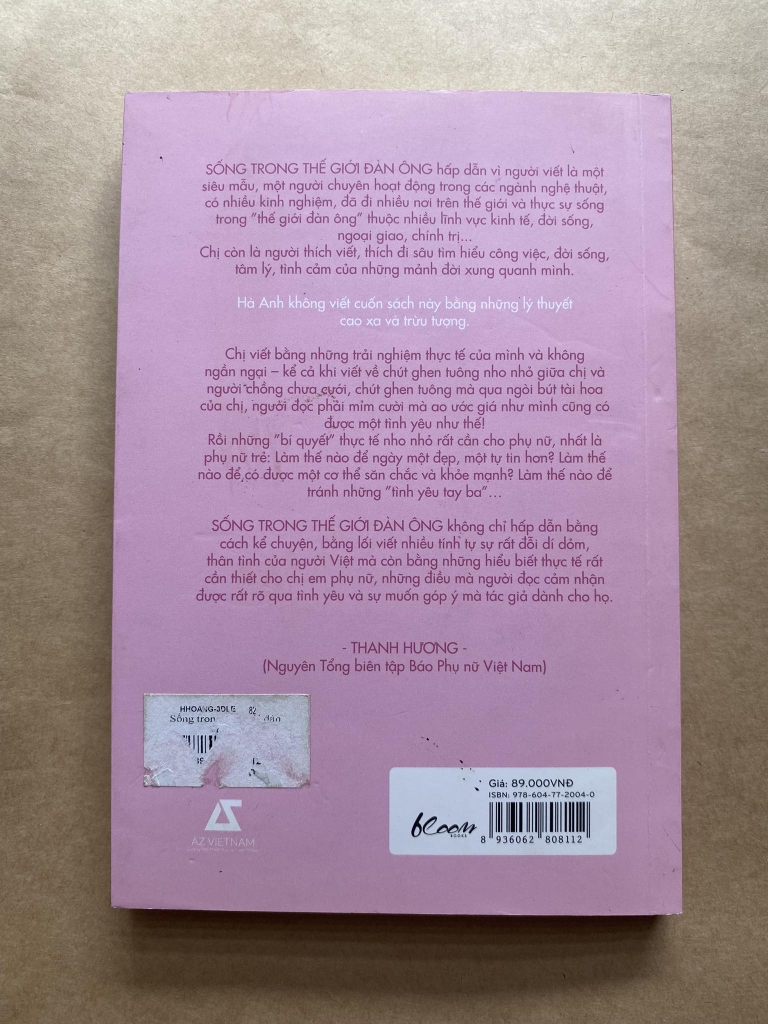 SỐNG TRONG THẾ GIỚI ĐÀN ÔNG hấp dẫn vì người viết là một
siêu mẫu, một người chuyên hoạt động trong các ngành nghệ thuật,
có nhiều kinh nghiệm, đã đi nhiều nơi trên thế giới và thực sự sống
trong "thế giới đàn ông" thuộc nhiều lĩnh vực kinh tế, đời sống,
ngoại giao, chính trị...
Chị còn là người thích viết, thích đi sâu tìm hiểu công việc, đời sống,
tâm lý, tình cảm của những mảnh đời xung quanh mình.
Hà Anh không viết cuốn sách này bằng những lý thuyết
cao xa và trừu tượng.
Chị viết bằng những trải nghiệm thực tế của mình và không
ngần ngại – kể cả khi viết về chút ghen tuông nho nhỏ giữa chị và
người chồng chưa cưới, chút ghen tuông mà qua ngòi bút tài hoa
của chị, người đọc phải mỉm cười mà ao ước giá như mình cũng có
được một tình yêu như thế!
Rồi những "bí quyết" thực tế nho nhỏ rất cần cho phụ nữ, nhất là
phụ nữ trẻ: Làm thế nào để ngày một đẹp, một tự tin hơn? Làm thế
nào để có được một cơ thể săn chắc và khỏe mạnh? Làm thế nào để
tránh những "tình yêu tay ba"...
SỐNG TRONG THẾ GIỚI ĐÀN ÔNG không chỉ hấp dẫn bằng
cách kể chuyện, bằng lối viết nhiều tính tự sự rất đỗi dí dỏm,
thân tình của người Việt mà còn bằng những hiểu biết thực tế rất
cần thiết cho chị em phụ nữ, những điều mà người đọc cảm nhận
được rất rõ qua tình yêu và sự muốn góp ý mà tác giả dành cho họ.
- THANH HƯƠNG -
(Nguyên Tổng biên tập Báo Phụ nữ Việt Nam)
82
Sống
12
AZ VIETNAM
Giá: 89.000VNĐ
ISBN: 978-604-77-2004-0
bloom
BOOKS
8 936062 808112